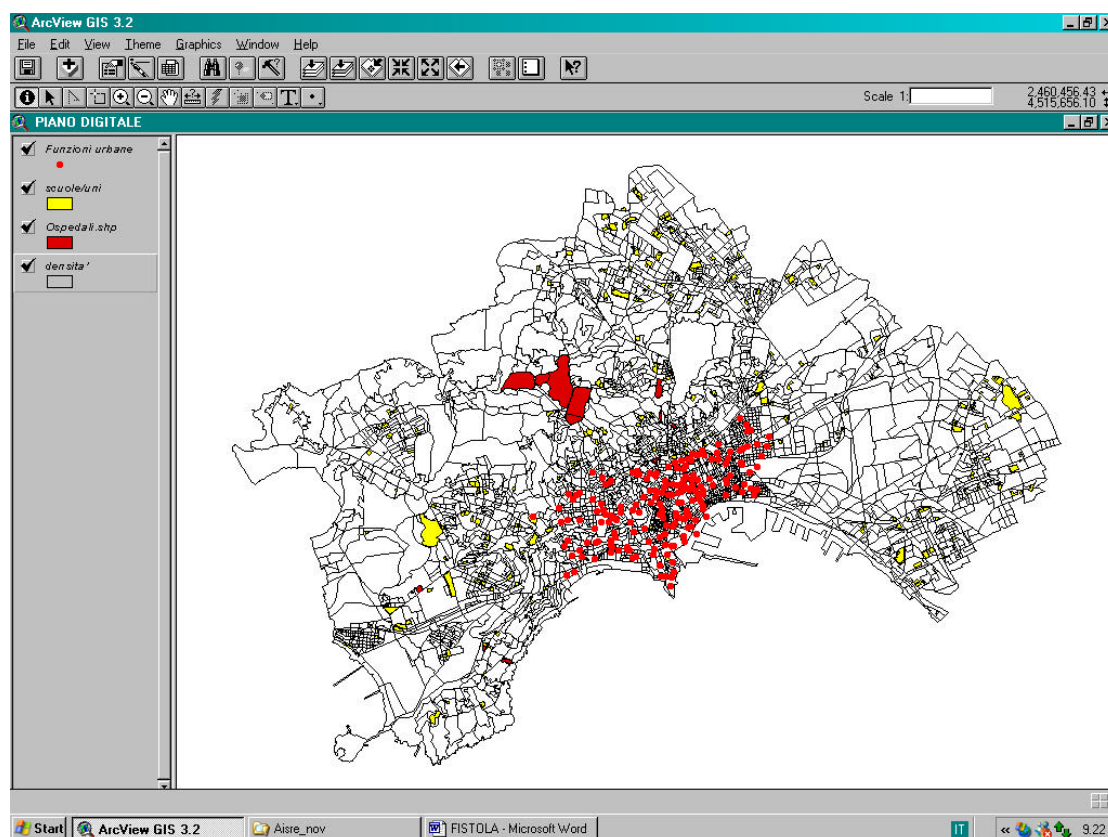 ArcView GIS 3.2
File Edit View Theme Graphics Window Help
Scale 1:
2,460,456.43
4,515,656.10
PIANO DIGITALE
Funzioni urbane
scuole/uni
Ospedali.shp
densita'
Start ArcView GIS 3.2 Aisre_nov FISTOLA - Microsoft Word IT « 9.22